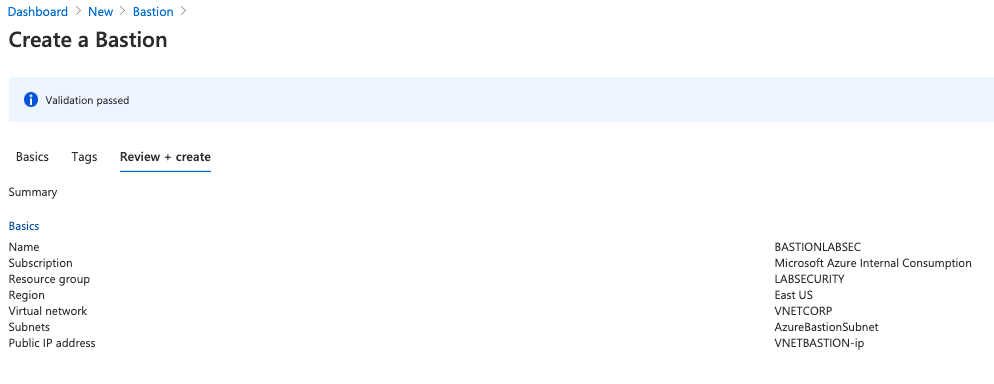 Dashboard > New > Bastion >
Create a Bastion
Validation passed
Basics Tags Review + create
Summary
Basics
Name BASTIONLABSEC
Subscription Microsoft Azure Internal Consumption
Resource group LABSECURITY
Region East US
Virtual network VNETCORP
Subnets AzureBastionSubnet
Public IP address VNETBASTION-ip